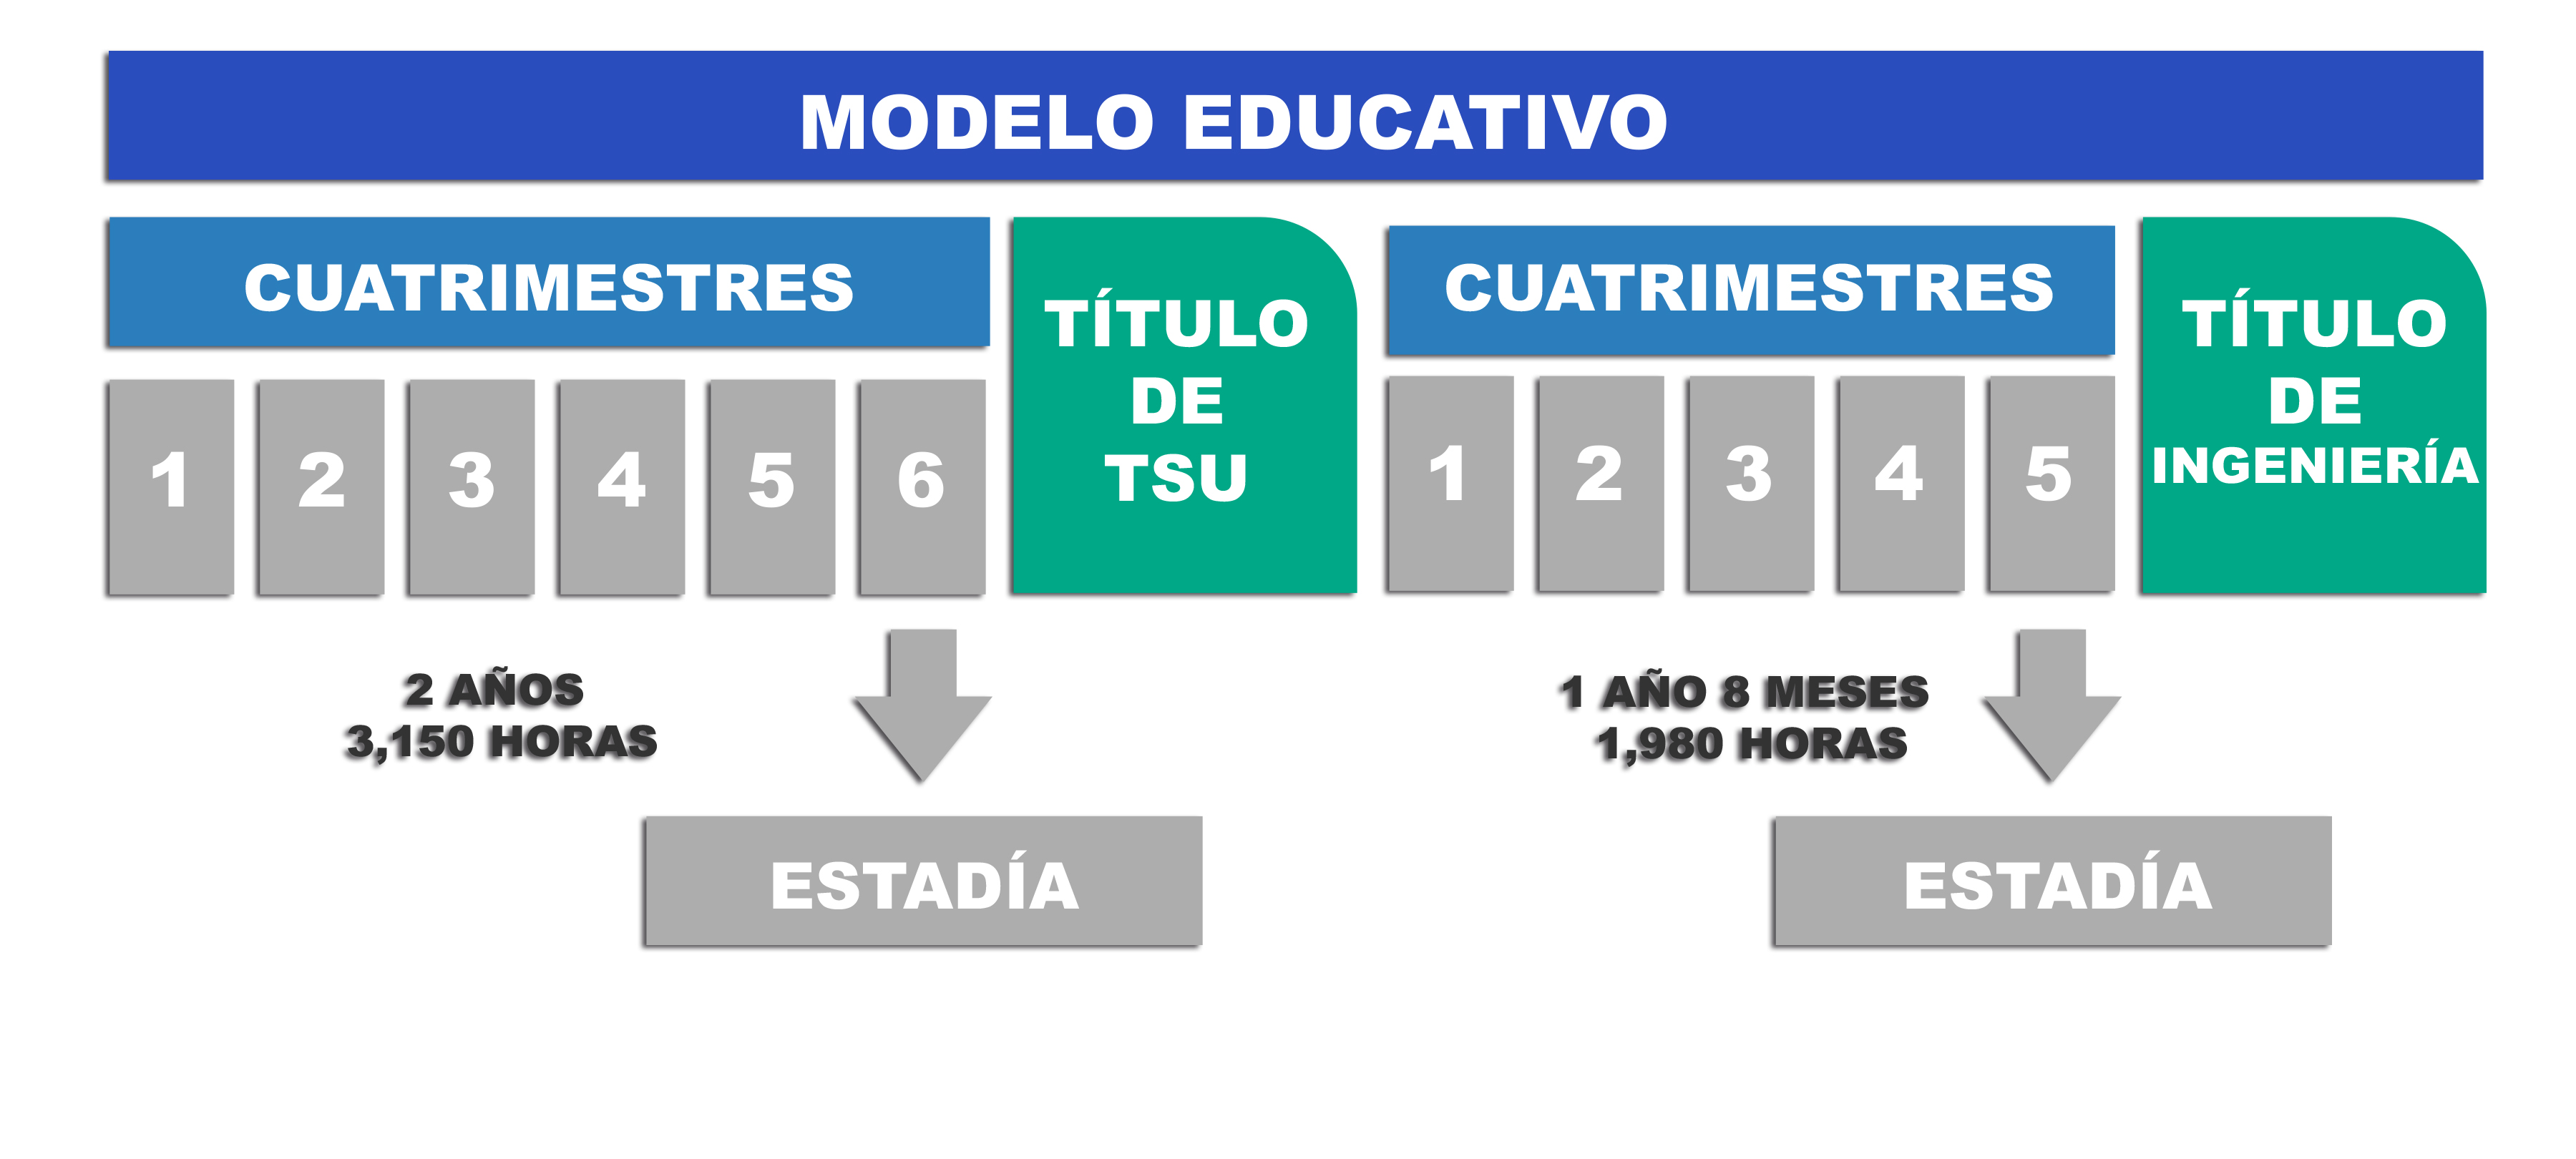 MODELO EDUCATIVO
CUATRIMESTRES
1 2 3 4 5 6
TÍTULO
DE
TSU
2 AÑOS
3,150 HORAS
ESTADÍA
CUATRIMESTRES
1 2 3 4 5
TÍTULO
DE
INGENIERÍA
1 AÑO 8 MESES
1,980 HORAS
ESTADÍA